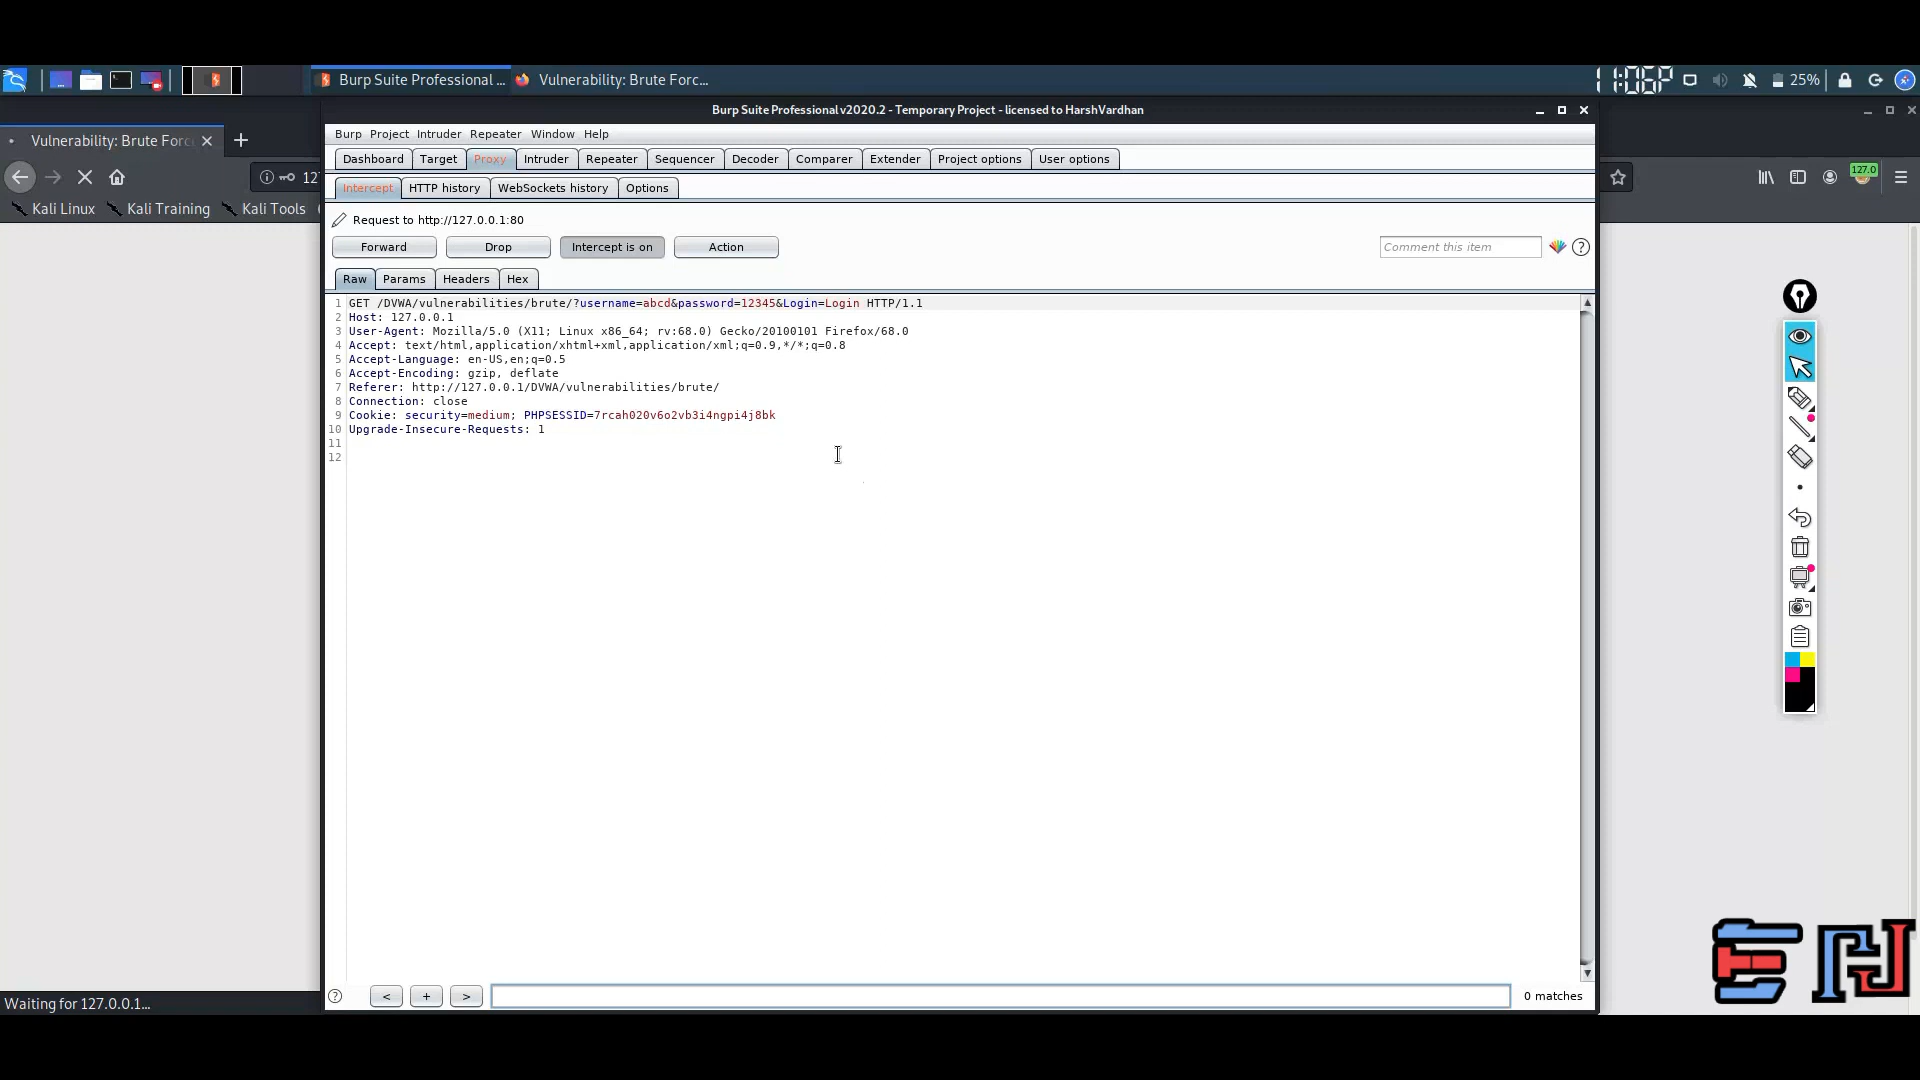 Burp Suite Professional ...
Vulnerability: Brute Forc...
11:06P
25%
Burp Suite Professional v2020.2 - Temporary Project - licensed to HarshVardhan
Burp Project Intruder Repeater Window Help
Vulnerability: Brute Forc
Dashboard Target Proxy Intruder Repeater Sequencer Decoder Comparer Extender Project options User options
127
127.0
Intercept HTTP history WebSockets history Options
Kali Linux Kali Training Kali Tools
Request to http://127.0.0.1:80
Forward Drop Intercept is on Action Comment this item ?
Raw Params Headers Hex
1 GET /DVWA/vulnerabilities/brute/?username=abcd&password=12345&Login=Login HTTP/1.1
2 Host: 127.0.0.1
3 User-Agent: Mozilla/5.0 (X11; Linux x86_64; rv:68.0) Gecko/20100101 Firefox/68.0
4 Accept: text/html,application/xhtml+xml,application/xml;q=0.9,*/*;q=0.8
5 Accept-Language: en-US,en;q=0.5
6 Accept-Encoding: gzip, deflate
7 Referer: http://127.0.0.1/DVWA/vulnerabilities/brute/
8 Connection: close
9 Cookie: security=medium; PHPSESSID=7rcah020v6o2vb3i4ngpi4j8bk
10 Upgrade-Insecure-Requests: 1
11
12
? < + > 0 matches
Waiting for 127.0.0.1...